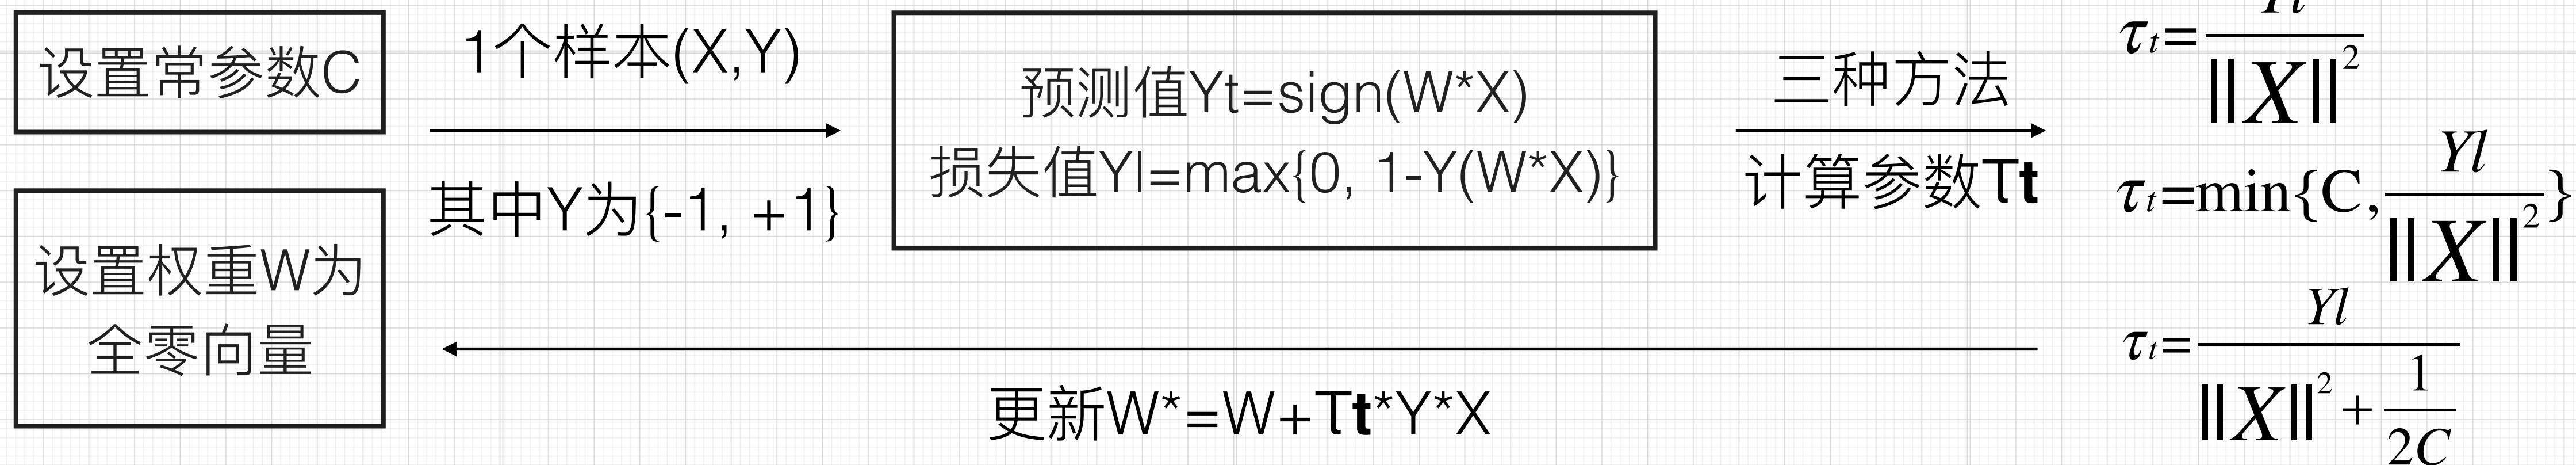 设置常参数C
设置权重W为
全零向量
1个样本(X,Y)
其中Y为{-1, +1}
预测值Yt=sign(W*X)
损失值Yl=max{0, 1-Y(W*X)}
三种方法
计算参数Tt
τt=Yl/||X||²
τt=min{C,Yl/||X||²}
τt=Yl/||X||²+1/2C
更新W*=W+Tt*Y*X